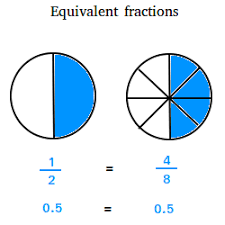 Equivalent fractions
1/2 = 4/8
0.5 = 0.5